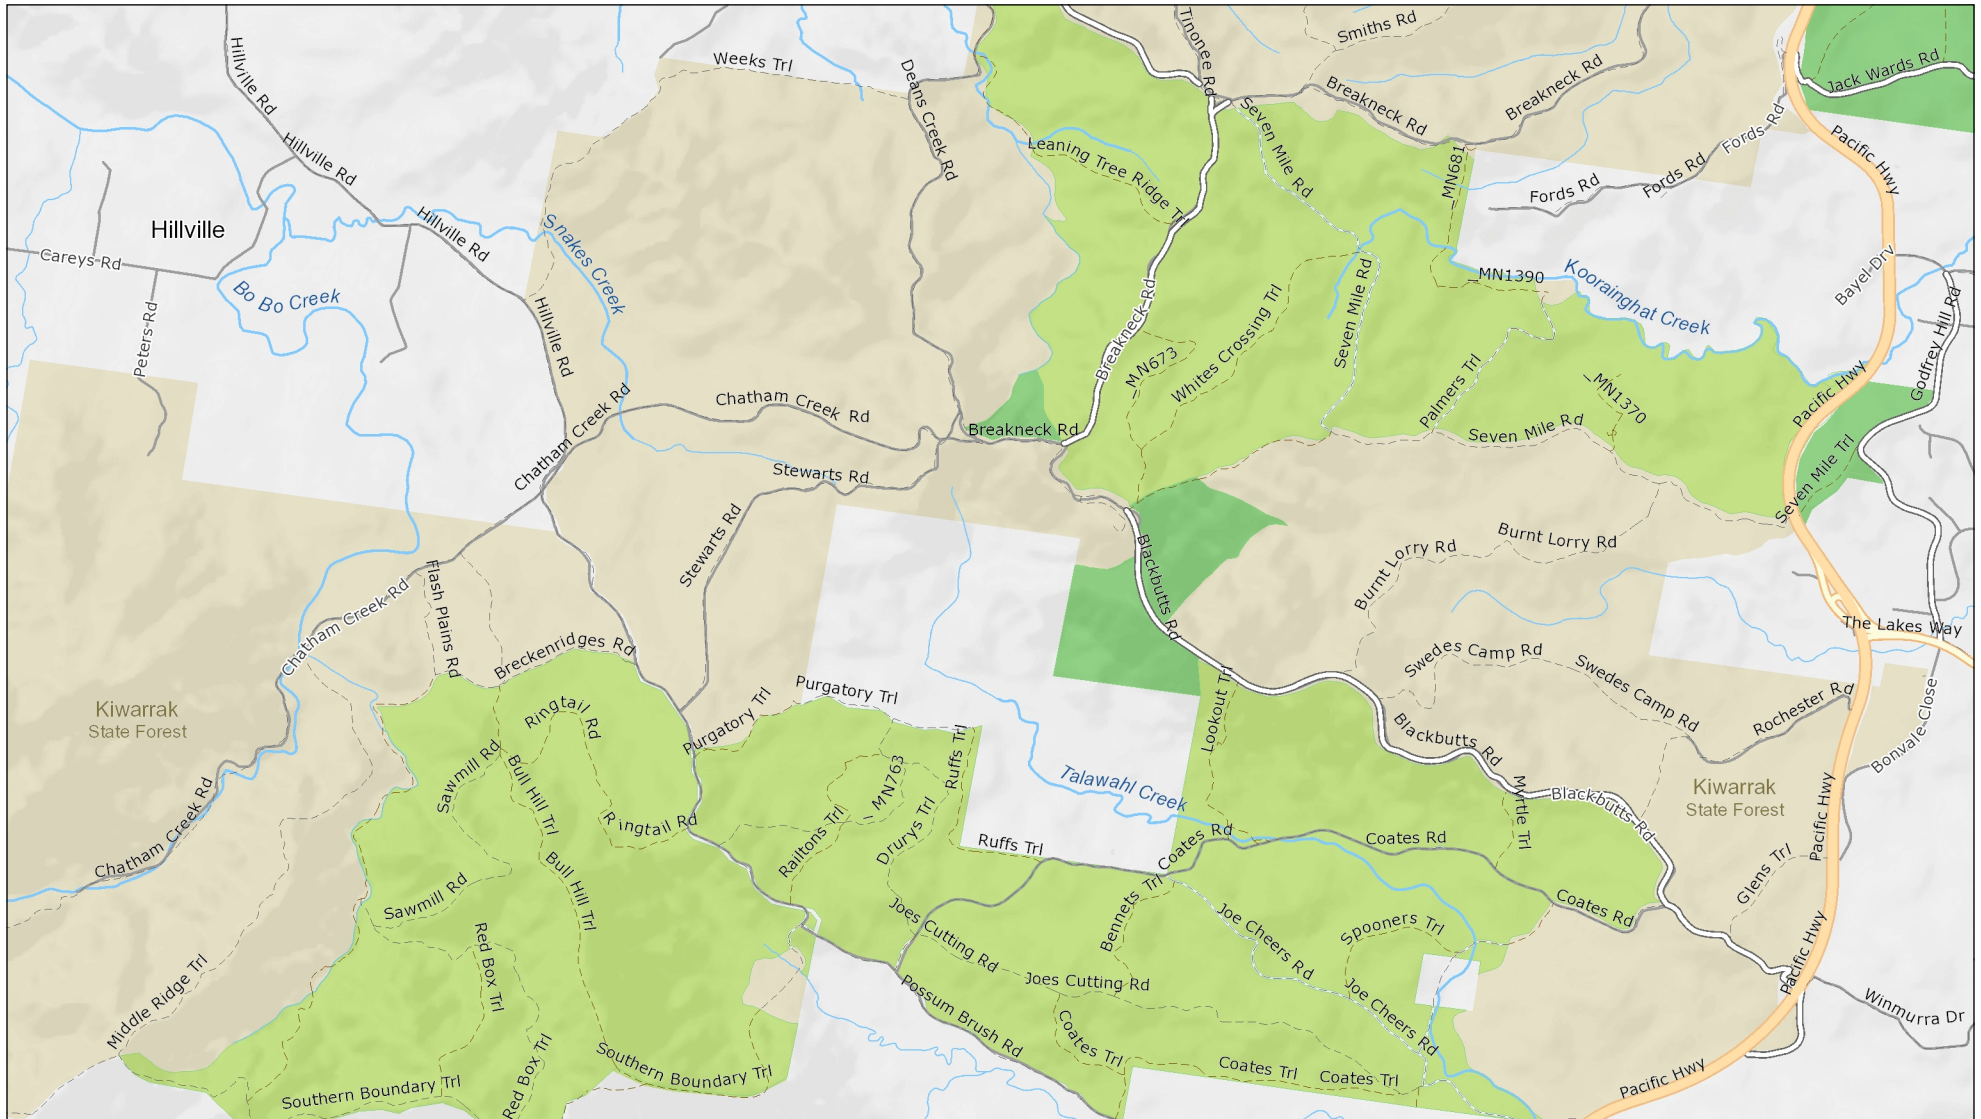 Smiths Rd
Tinonee Rd
Hillville Rd
Weeks Trl
Deans Creek Rd
Jack Wards Rd
Breakneck Rd
Breakneck Rd
Seven Mile Rd
Fords Rd
Pacific Hwy
Hillville Rd
Leaning Tree Ridge Trl
MN681
Fords Rd
Fords Rd
Hillville
Hillville Rd
Snakes Creek
Careys Rd
Bo Bo Creek
Peters Rd
Hillville Rd
Breakneck Rd
Seven Mile Rd
MN1390
Koorainghat Creek
Bayel Drv
Godfrey Hill Rd
Whites Crossing Trl
MN673
Palmers Trl
MN1370
Pacific Hwy
Chatham Creek Rd
Chatham Creek Rd
Breakneck Rd
Seven Mile Rd
Seven Mile Trl
Stewarts Rd
Stewarts Rd
Burnt Lorry Rd
Burnt Lorry Rd
Blackbutts Rd
Flash Plains Rd
Chatham Creek Rd
Breckenridges Rd
The Lakes Way
Swedes Camp Rd
Swedes Camp Rd
Rochester Rd
Bonvale Close
Lookout Trl
Purgatory Trl
Purgatory Trl
Kiwarrak
State Forest
Ringtail Rd
Ruffs Trl
Blackbutts Rd
Sawmill Rd
Bull Hill Trl
MN763
Talawahl Creek
Kiwarrak
State Forest
Blackbutts Rd
Myrtle Trl
Pacific Hwy
Chatham Creek Rd
Ringtail Rd
Railtons Trl
Drurys Trl
Ruffs Trl
Coates Rd
Coates Rd
Glens Trl
Bull Hill Trl
Sawmill Rd
Coates Rd
Joes Cutting Rd
Bennets Trl
Joe Cheers Rd
Spooners Trl
Red Box Trl
Middle Ridge Trl
Joes Cutting Rd
Joe Cheers Rd
Pacific Hwy
Winmurra Dr
Possum Brush Rd
Coates Trl
Southern Boundary Trl
Southern Boundary Trl
Red Box Trl
Coates Trl
Coates Trl
Pacific Hwy